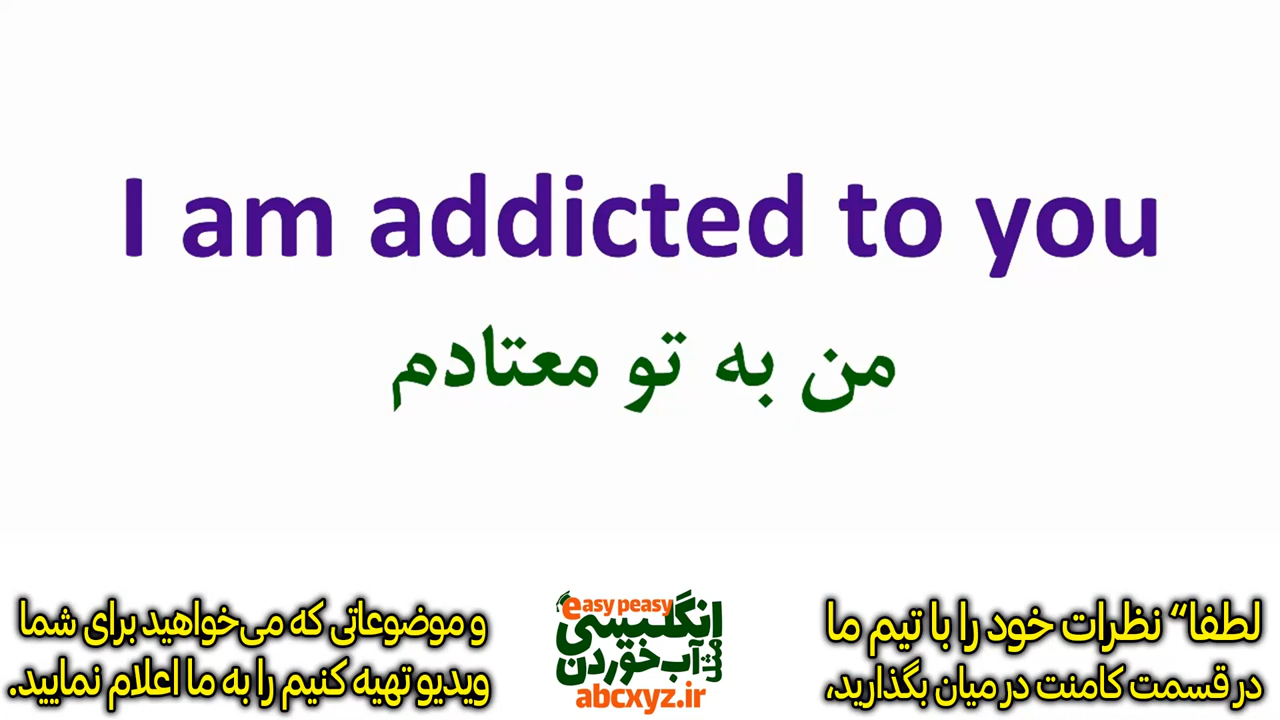 I am addicted to you
من به تو معتادم
لطفا“ نظرات خود را با تیم ما
در قسمت کامنت در میان بگذارید،
و موضوعاتی که می‌خواهید برای شما
ویدیو تهیه کنیم را به ما اعلام نمایید.
easy peasy
انگلیسی
مثل آب خوردن
abcxyz.ir